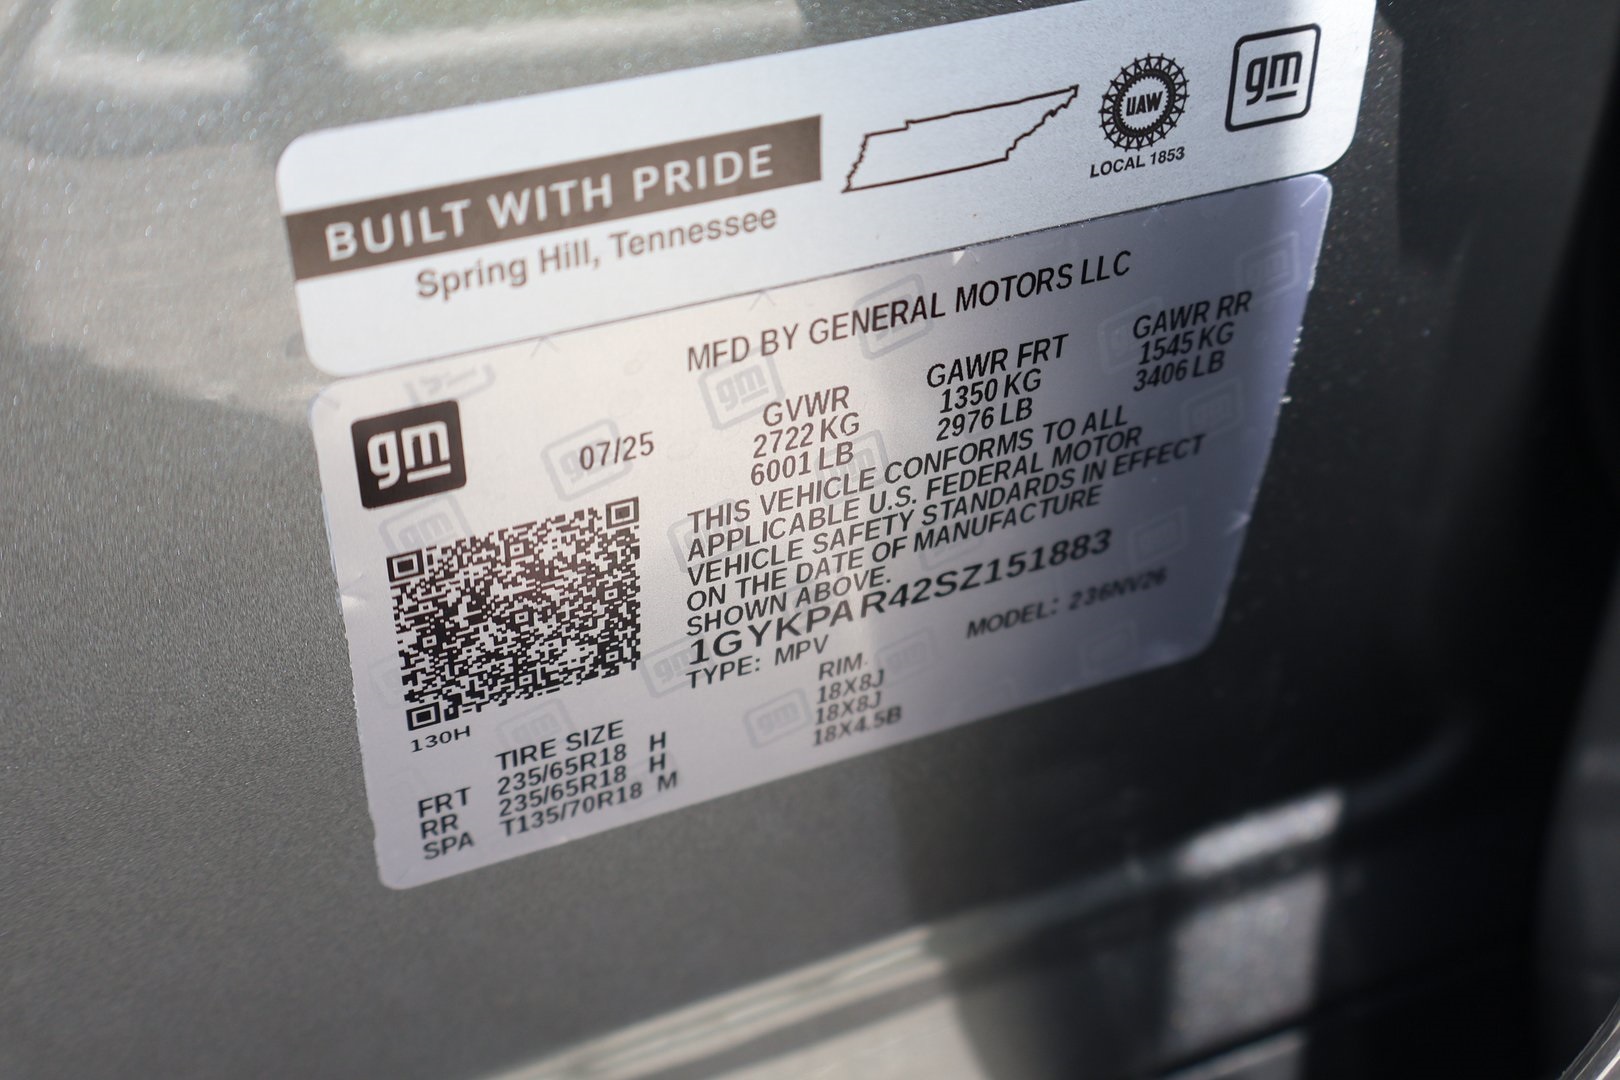 BUILT WITH PRIDE
Spring Hill, Tennessee
UAW
LOCAL 1853
gm
MFD BY GENERAL MOTORS LLC
gm
07/25
GVWR
2722 KG
6001 LB
GAWR FRT
1350 KG
2976 LB
GAWR RR
1545 KG
3406 LB
THIS VEHICLE CONFORMS TO ALL
APPLICABLE U.S. FEDERAL MOTOR
VEHICLE SAFETY STANDARDS IN EFFECT
ON THE DATE OF MANUFACTURE
SHOWN ABOVE.
1GYKPAR42SZ151883
TYPE: MPV
MODEL: 236NV26
130H
TIRE SIZE RIM
FRT 235/65R18 H 18X8J
RR 235/65R18 H 18X8J
SPA T135/70R18 M 18X4.5B